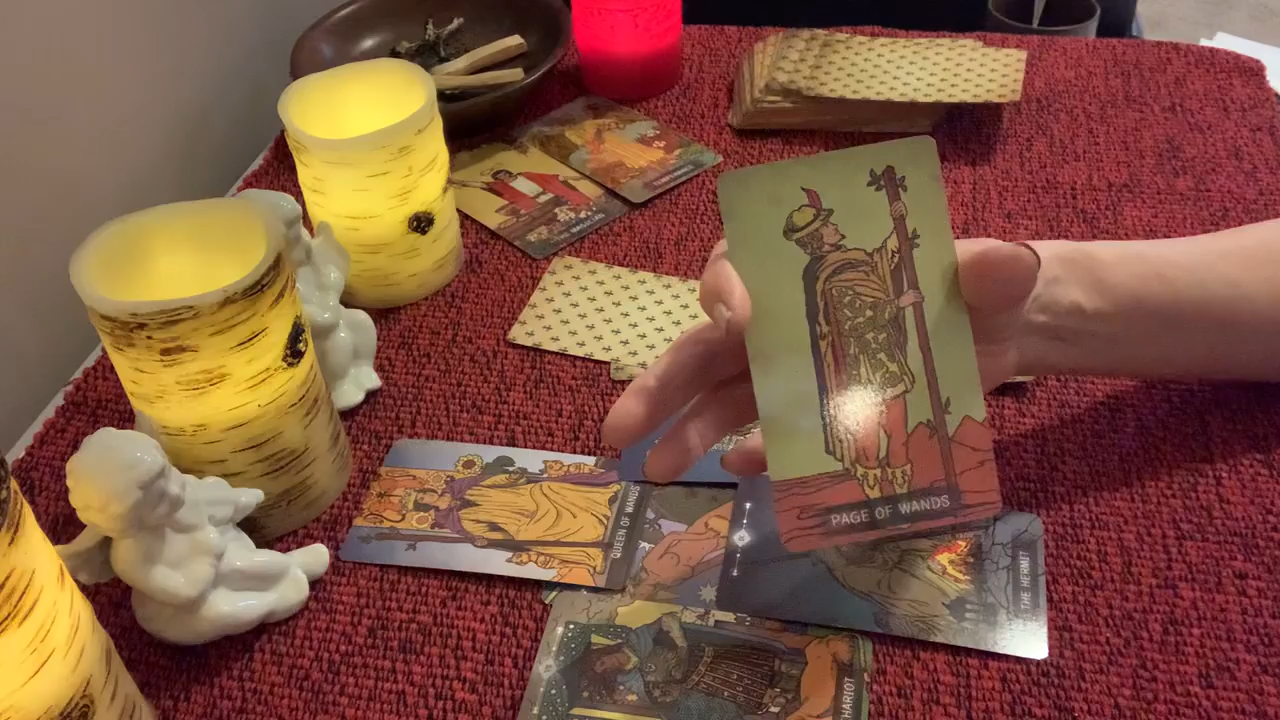 PAGE OF WANDS
QUEEN OF WANDS
THE HERMIT
CHARIOT